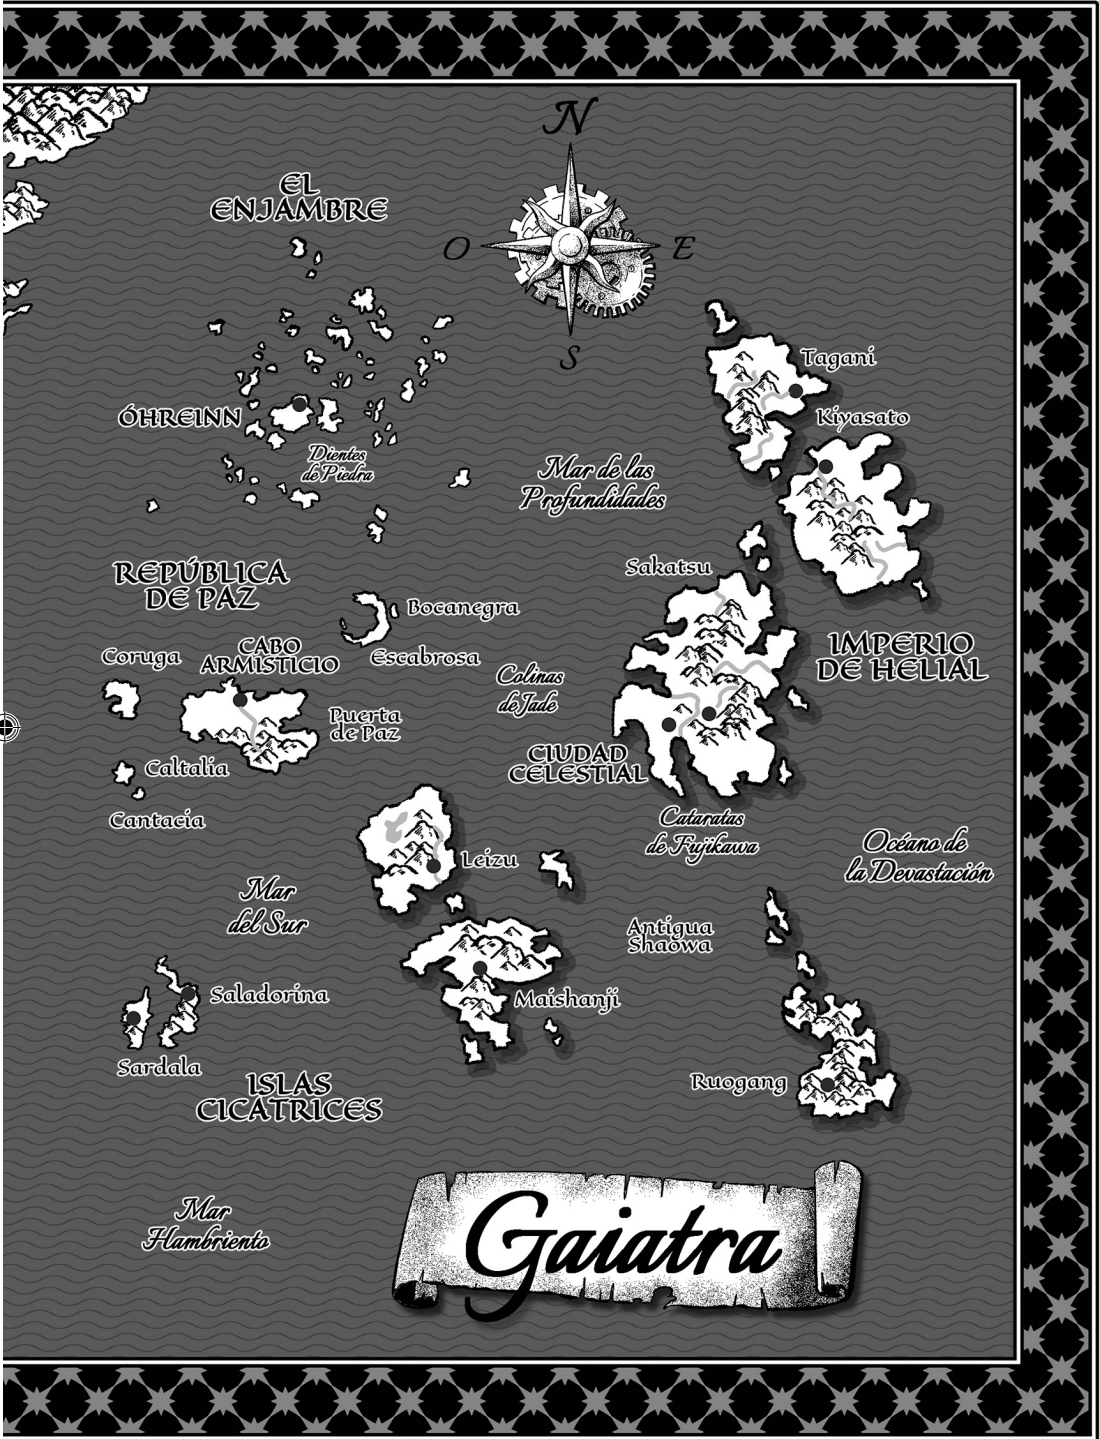 N
EL
ENJAMBRE
O
E
S
Tagani
ÓHREINN
Kiyasato
Dientes
de Piedra
Mar de las
Profundidades
Sakatsu
REPÚBLICA
DE PAZ
Bocanegra
CABO
ARMISTICIO
Coruga
Escabrosa
IMPERIO
DE HELIAL
Colinas
de Jade
Puerta
de Paz
CIUDAD
CELESTIAL
Caltalia
Cantacia
Cataratas
de Fujikawa
Océano de
la Devastación
Leizu
Mar
del Sur
Antigua
Shaowa
Saladorina
Maishanji
Sardala
ISLAS
CICATRICES
Ruogang
Mar
Hambriento
Gaiatra